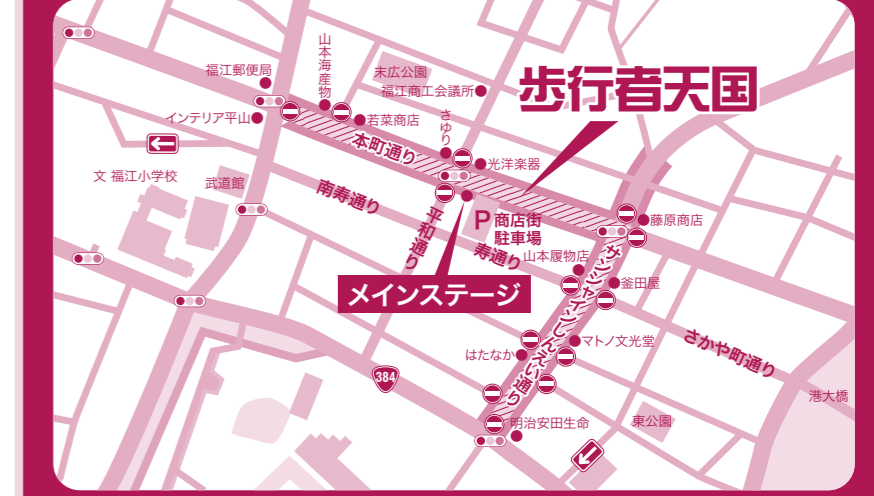 山本海産物
福江郵便局
末広公園
福江商工会議所
歩行者天国
インテリア平山
若菜商店
さゆり
本町通り
光洋楽器
文 福江小学校
武道館
南寿通り
平和通り
P 商店街
駐車場
藤原商店
寿通り
山本履物店
サンシャインしんえい通り
釜田屋
メインステージ
さかや町通り
マトノ文光堂
はたなか
384
港大橋
明治安田生命
東公園